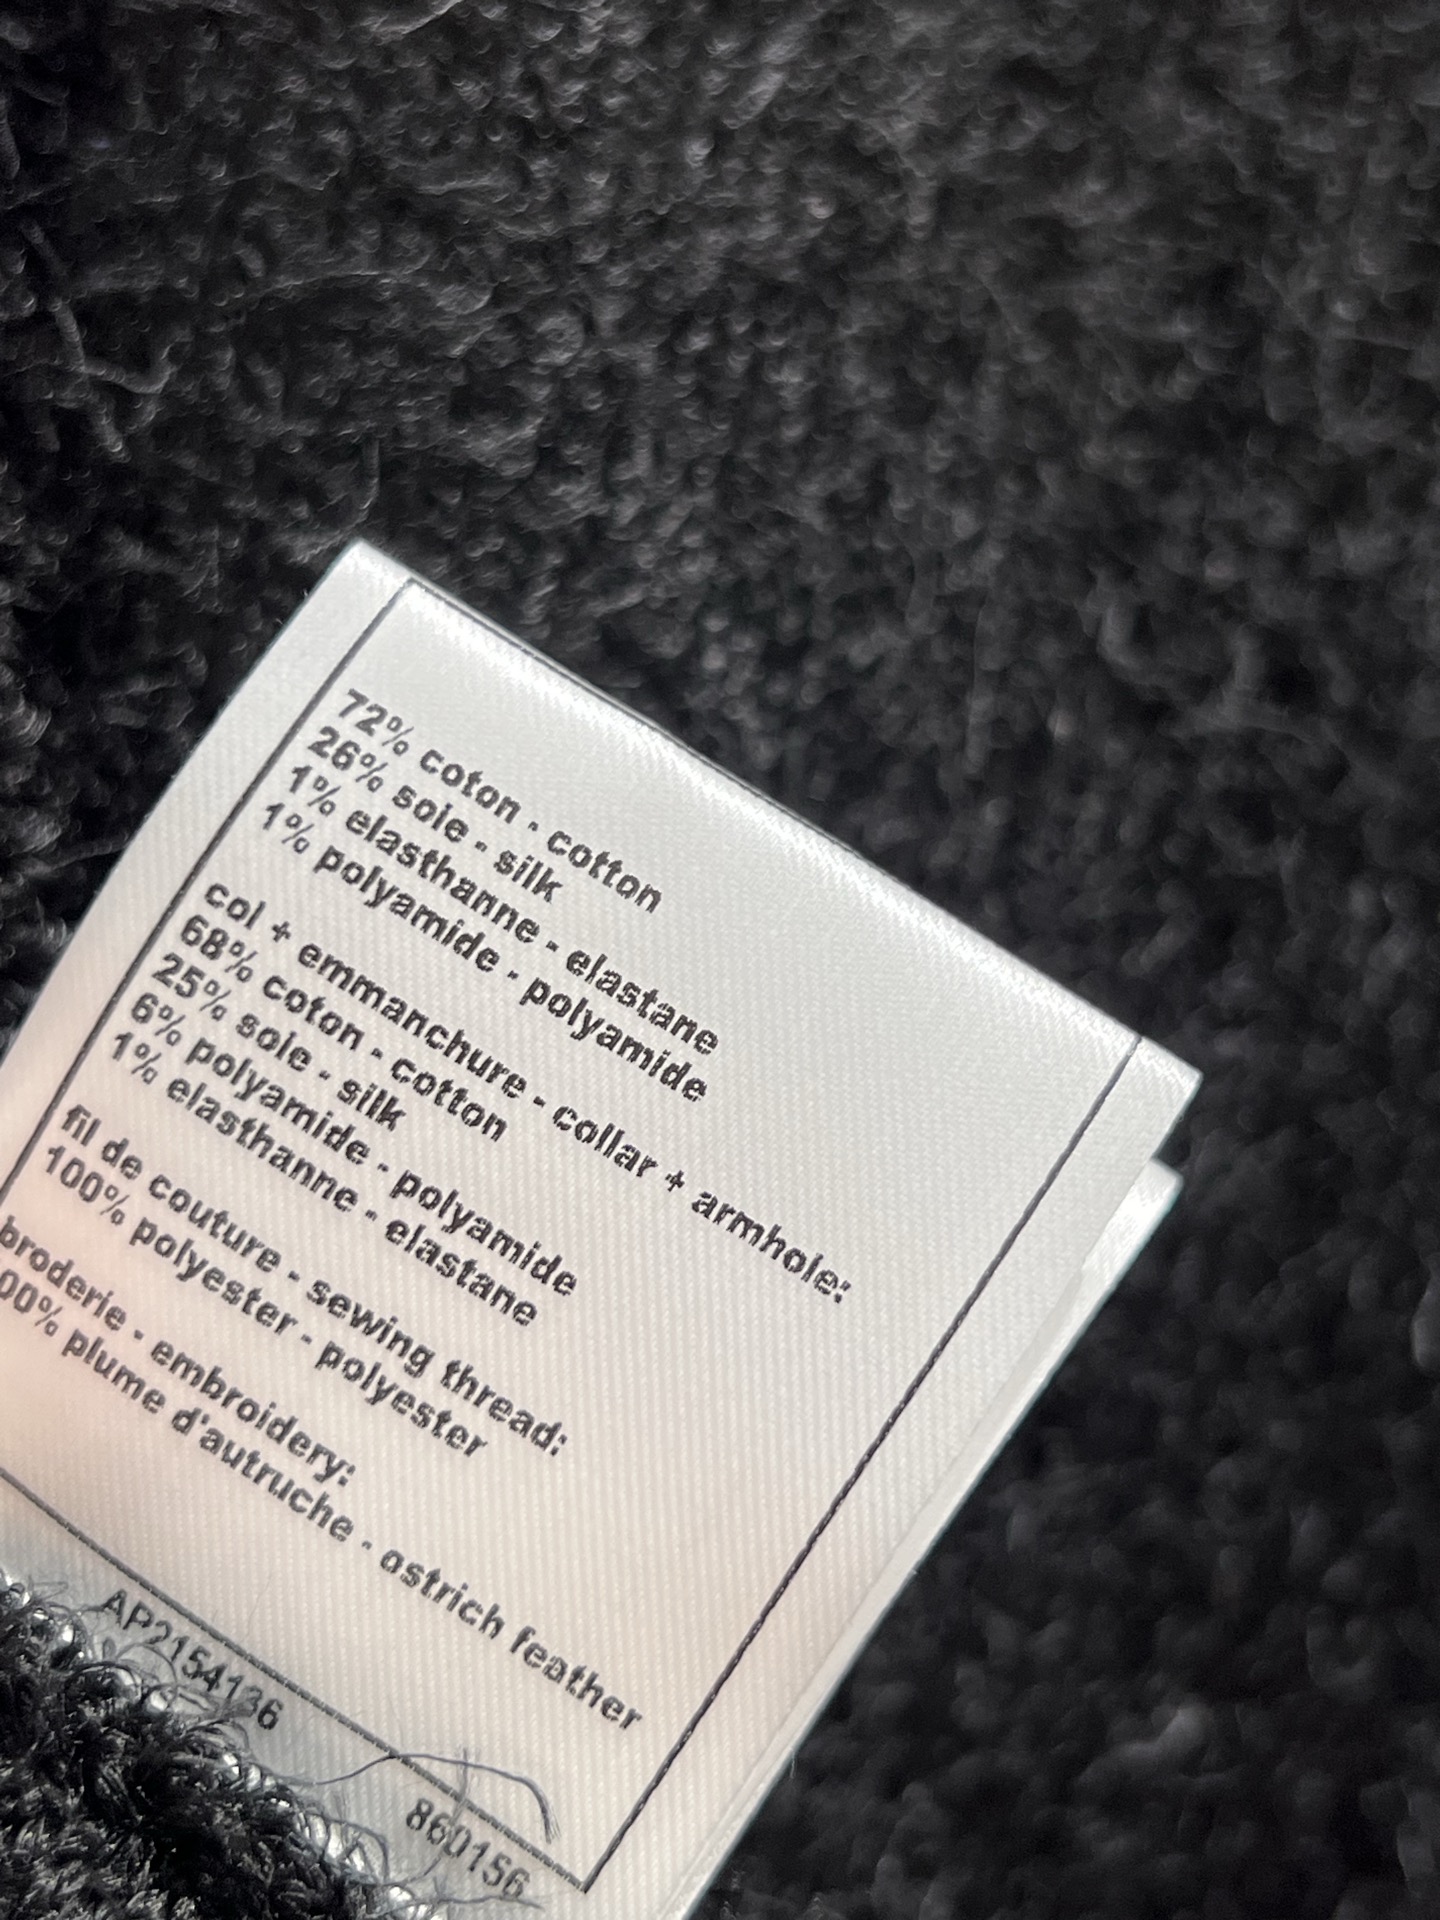 72% coton - cotton
26% soie - silk
1% elasthanne - elastane
1% polyamide - polyamide
col + emmanchure - collar + armhole:
68% coton - cotton
25% soie - silk
6% polyamide - polyamide
1% elasthanne - elastane
fil de couture - sewing thread:
100% polyester - polyester
broderie - embroidery:
00% plume d'autruche - ostrich feather
AP2154136
860156